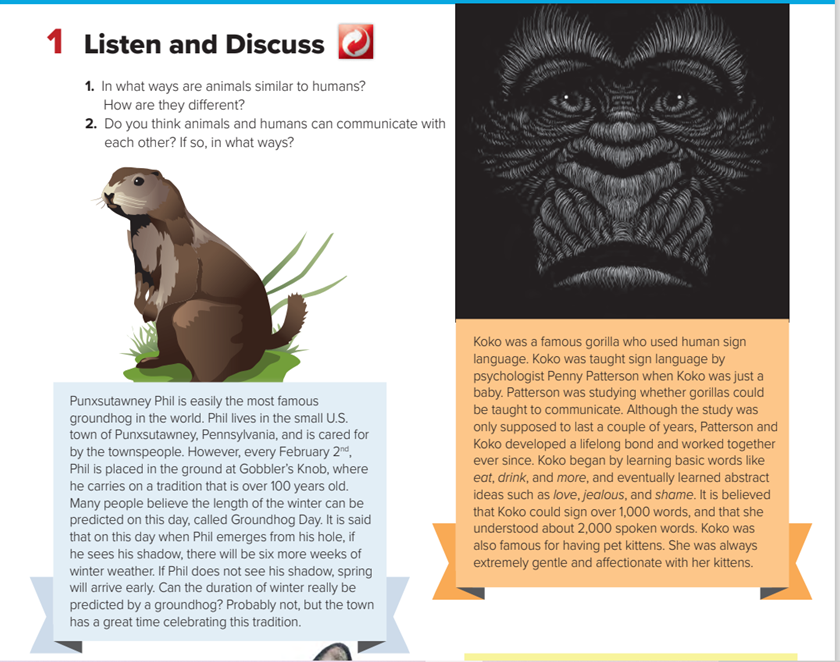 1 Listen and Discuss
1. In what ways are animals similar to humans?
How are they different?
2. Do you think animals and humans can communicate with
each other? If so, in what ways?
Punxsutawney Phil is easily the most famous
groundhog in the world. Phil lives in the small U.S.
town of Punxsutawney, Pennsylvania, and is cared for
by the townspeople. However, every February 2nd,
Phil is placed in the ground at Gobbler's Knob, where
he carries on a tradition that is over 100 years old.
Many people believe the length of the winter can be
predicted on this day, called Groundhog Day. It is said
that on this day when Phil emerges from his hole, if
he sees his shadow, there will be six more weeks of
winter weather. If Phil does not see his shadow, spring
will arrive early. Can the duration of winter really be
predicted by a groundhog? Probably not, but the town
has a great time celebrating this tradition.
Koko was a famous gorilla who used human sign
language. Koko was taught sign language by
psychologist Penny Patterson when Koko was just a
baby. Patterson was studying whether gorillas could
be taught to communicate. Although the study was
only supposed to last a couple of years, Patterson and
Koko developed a lifelong bond and worked together
ever since. Koko began by learning basic words like
eat, drink, and more, and eventually learned abstract
ideas such as love, jealous, and shame. It is believed
that Koko could sign over 1,000 words, and that she
understood about 2,000 spoken words. Koko was
also famous for having pet kittens. She was always
extremely gentle and affectionate with her kittens.